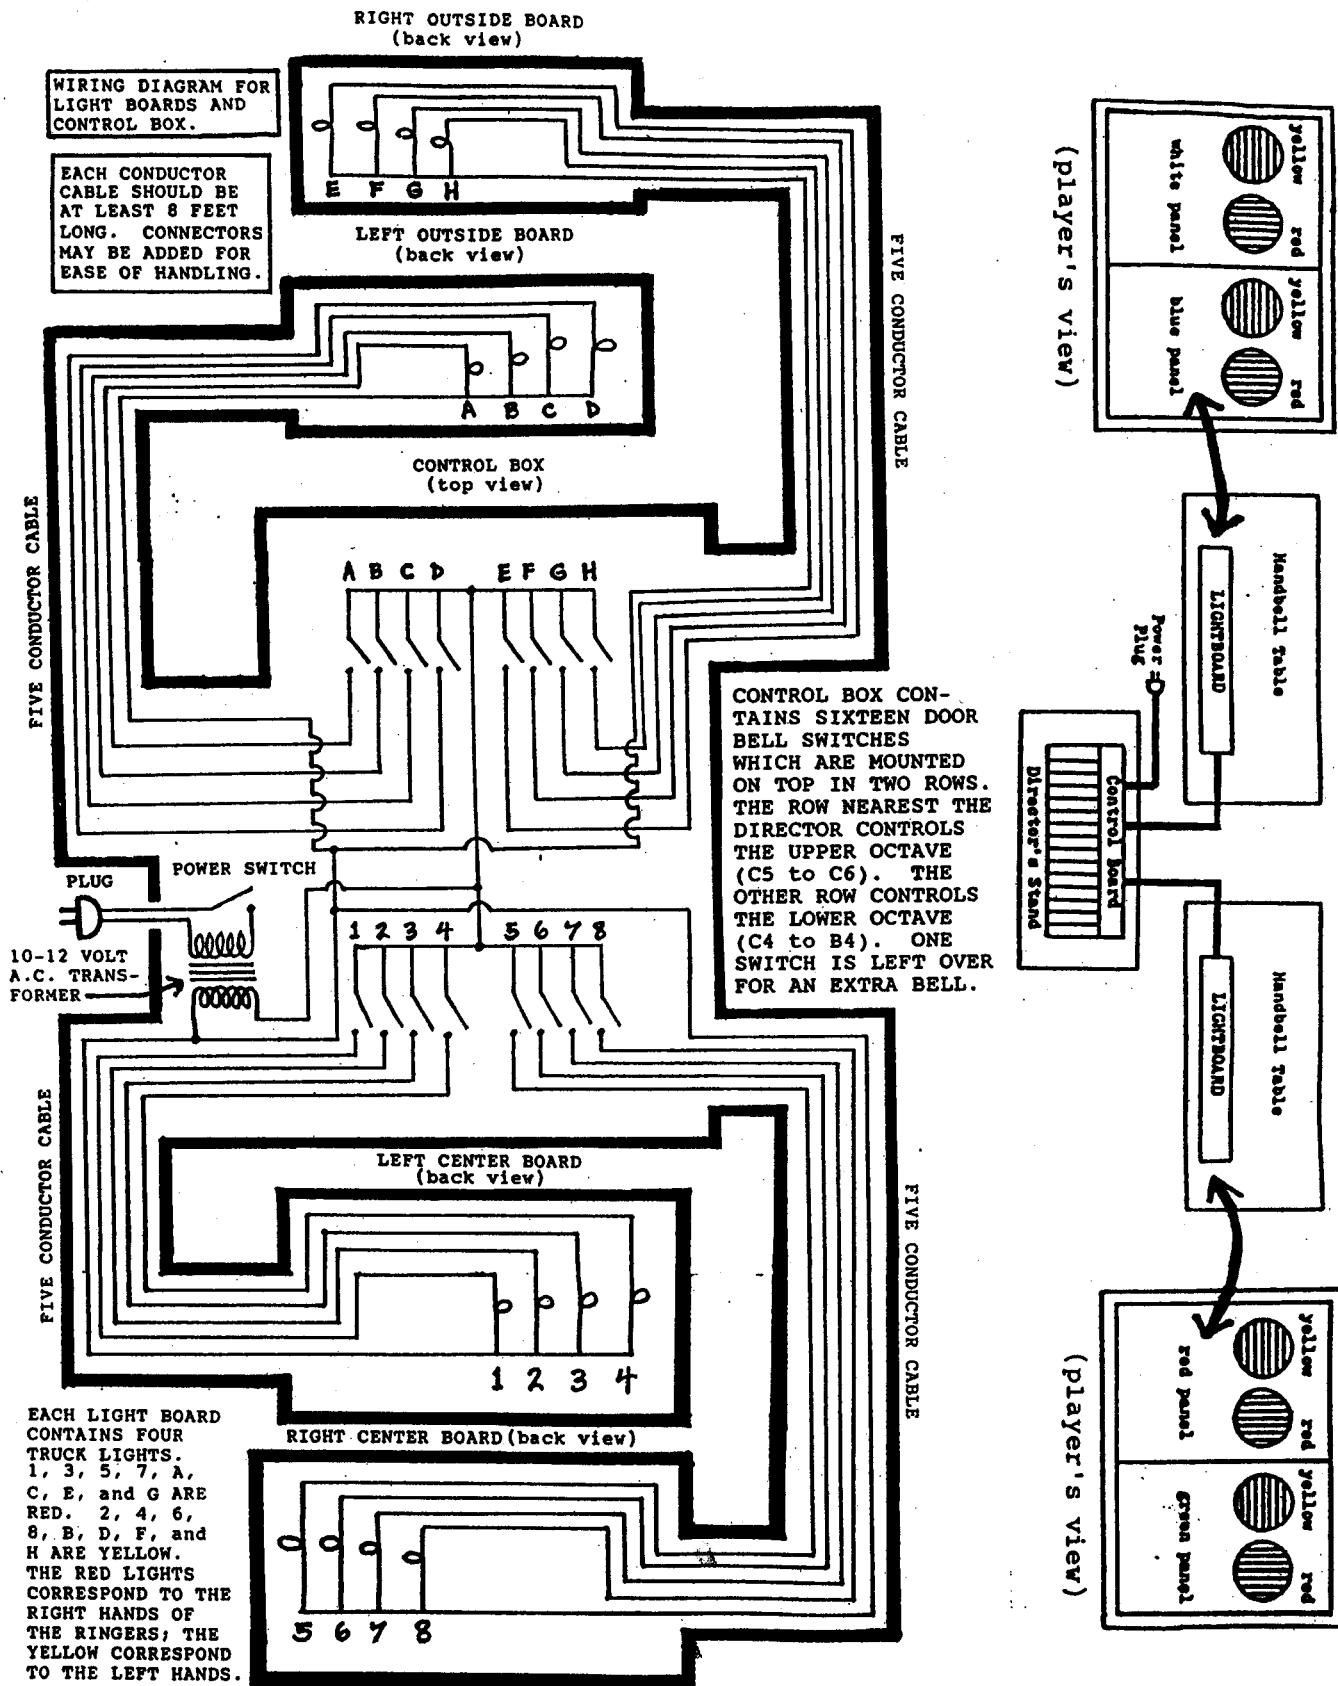 RIGHT OUTSIDE BOARD
(back view)
WIRING DIAGRAM FOR
LIGHT BOARDS AND
CONTROL BOX.
EACH CONDUCTOR
CABLE SHOULD BE
AT LEAST 8 FEET
LONG. CONNECTORS
MAY BE ADDED FOR
EASE OF HANDLING.
E F G H
LEFT OUTSIDE BOARD
(back view)
A B C D
FIVE CONDUCTOR CABLE
FIVE CONDUCTOR CABLE
CONTROL BOX
(top view)
A B C D E F G H
CONTROL BOX CON-
TAINS SIXTEEN DOOR
BELL SWITCHES
WHICH ARE MOUNTED
ON TOP IN TWO ROWS.
THE ROW NEAREST THE
DIRECTOR CONTROLS
THE UPPER OCTAVE
(C5 to C6). THE
OTHER ROW CONTROLS
THE LOWER OCTAVE
(C4 to B4). ONE
SWITCH IS LEFT OVER
FOR AN EXTRA BELL.
PLUG
POWER SWITCH
10-12 VOLT
A.C. TRANS-
FORMER
1 2 3 4 5 6 7 8
FIVE CONDUCTOR CABLE
FIVE CONDUCTOR CABLE
LEFT CENTER BOARD
(back view)
1 2 3 4
RIGHT CENTER BOARD(back view)
5 6 7 8
EACH LIGHT BOARD
CONTAINS FOUR
TRUCK LIGHTS.
1, 3, 5, 7, A,
C, E, and G ARE
RED. 2, 4, 6,
8, B, D, F, and
H ARE YELLOW.
THE RED LIGHTS
CORRESPOND TO THE
RIGHT HANDS OF
THE RINGERS; THE
YELLOW CORRESPOND
TO THE LEFT HANDS.
(player's view)
yellow red yellow red
white panel blue panel
Handbell Table
LIGHTBOARD
Power
Plug
Control Board
Director's Stand
Handbell Table
LIGHTBOARD
yellow red yellow red
red panel green panel
(player's view)